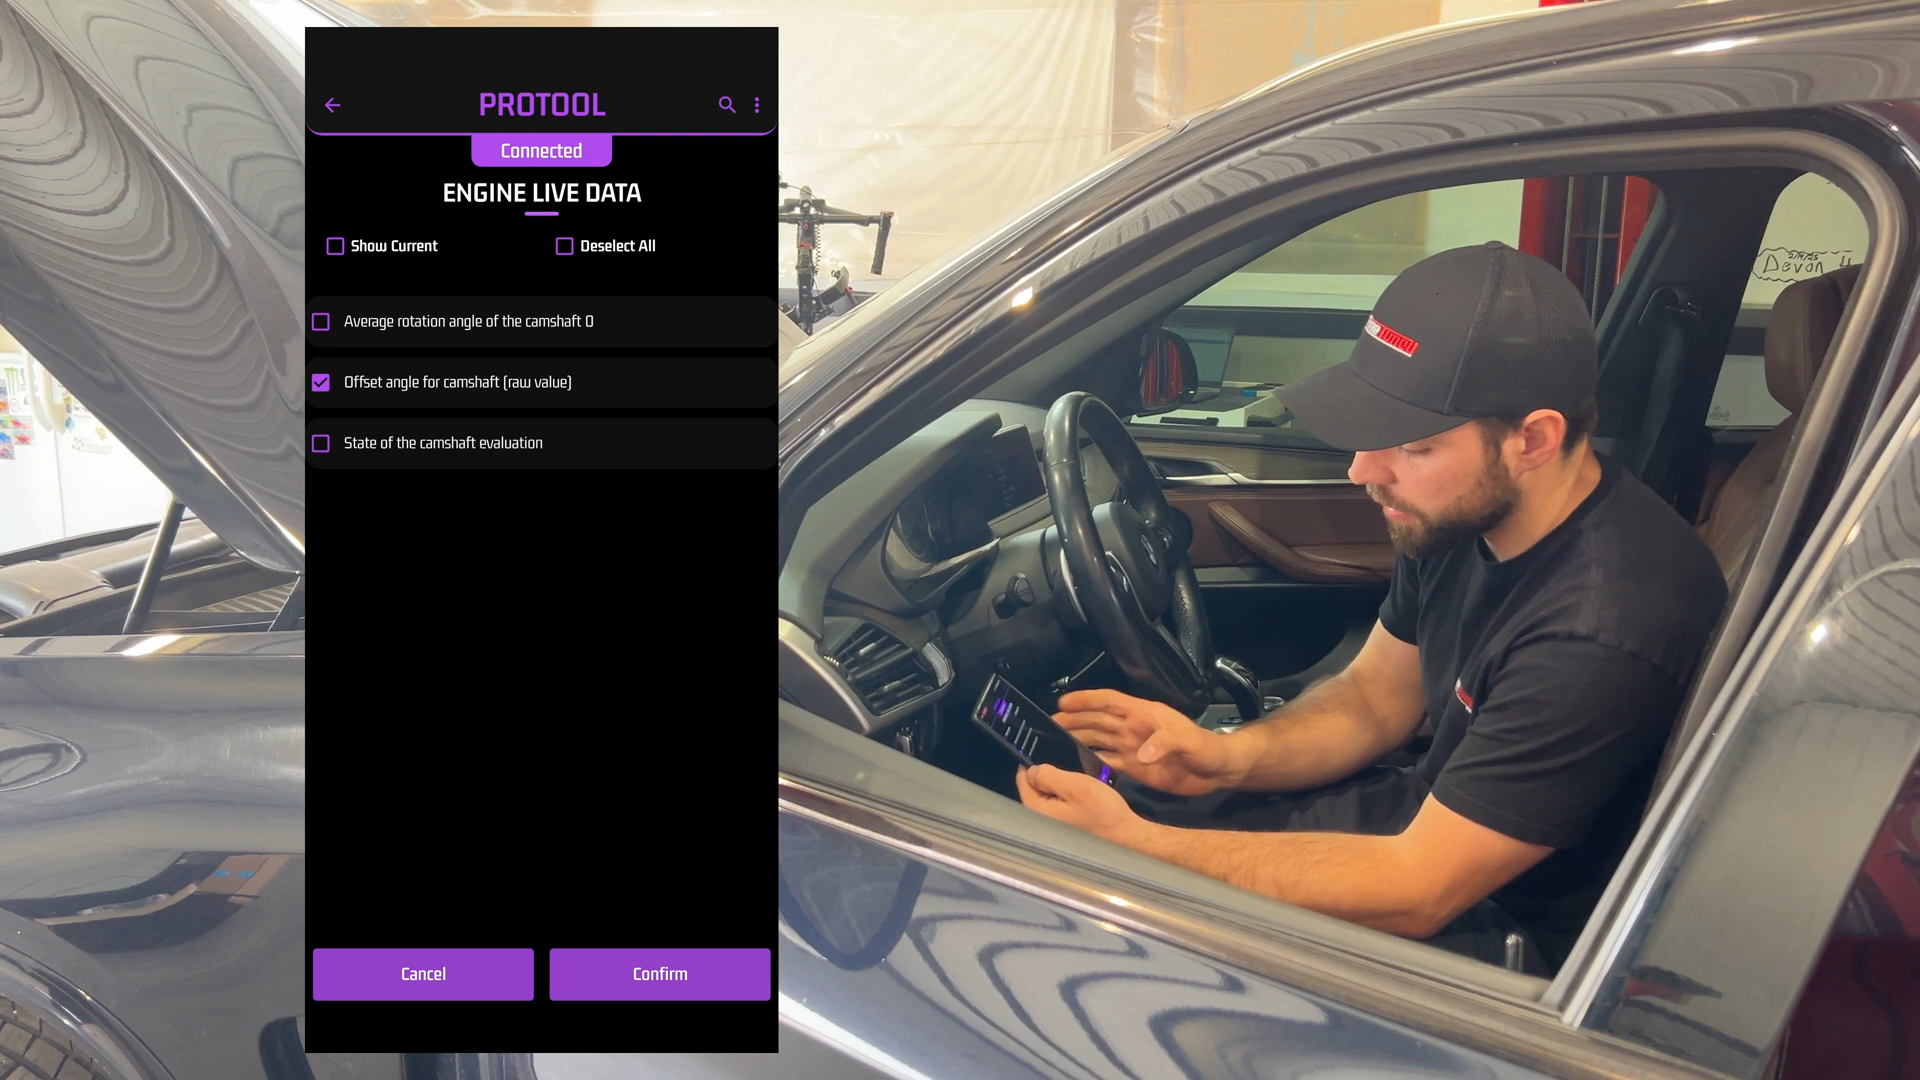 PROTOOL
Connected
ENGINE LIVE DATA
Show Current
Deselect All
Average rotation angle of the camshaft 0
Offset angle for camshaft (raw value)
State of the camshaft evaluation
Cancel
Confirm
Devon H